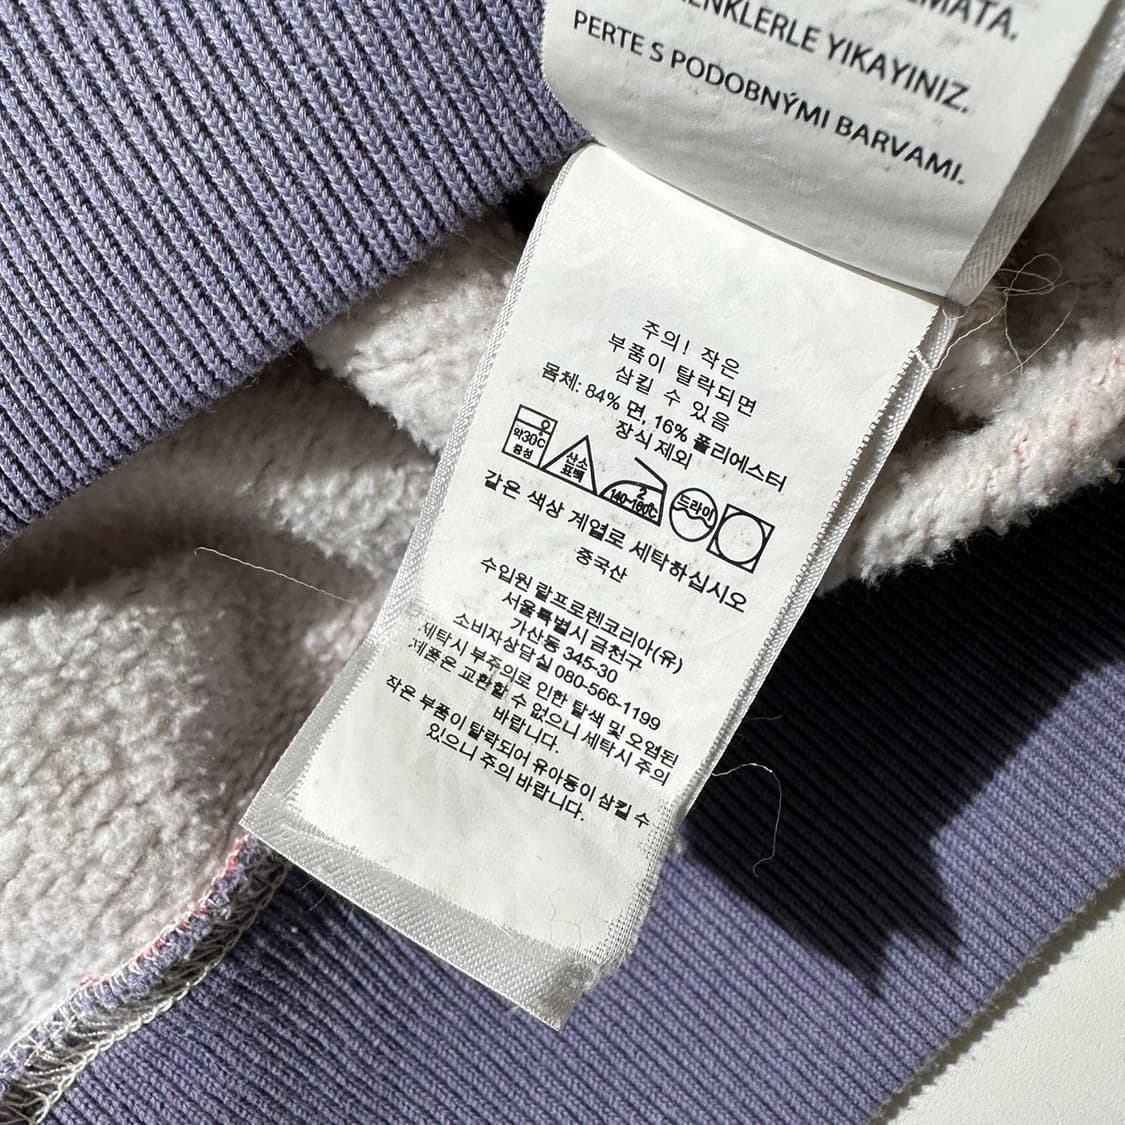 EMATA.
RENKLERLE YIKAYINIZ.
PERTE S PODOBNÝMI BARVAMI.
주의! 작은
부품이 탈락되면
삼킬 수 있음
몸체: 84% 면, 16% 폴리에스터
장식 제외
약30℃
중성
산소
표백
2
140~160℃
드라이
같은 색상 계열로 세탁하십시오
중국산
수입원 랄프로렌코리아(유)
서울특별시 금천구
가산동 345-30
소비자상담실 080-566-1199
세탁시 부주의로 인한 탈색 및 오염된
제품은 교환할 수 없으니 세탁시 주의
바랍니다.
작은 부품이 탈락되어 유아동이 삼킬 수
있으니 주의 바랍니다.